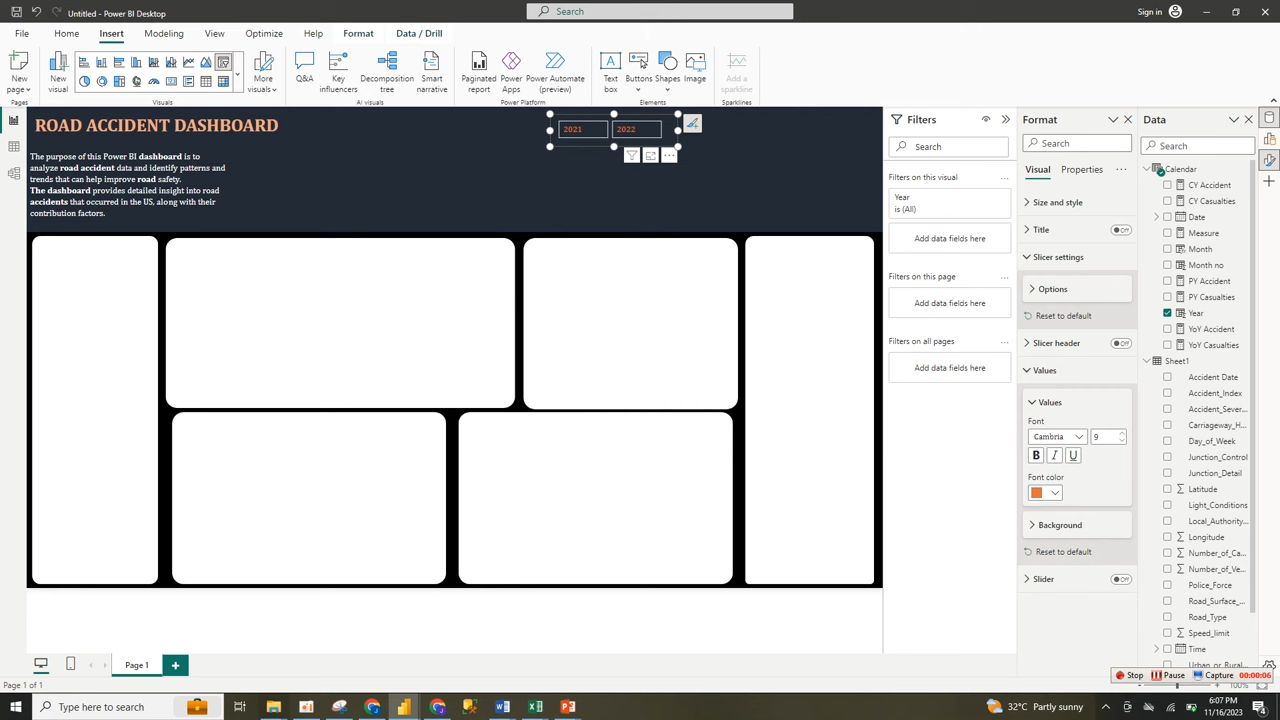 Untitled - Power BI Desktop
Search
Sign in
File
Home
Insert
Modeling
View
Optimize
Help
Format
Data / Drill
New page
New visual
More visuals
Q&A
Key influencers
Decomposition tree
Smart narrative
Paginated report
Power Apps
Power Automate (preview)
Text box
Buttons
Shapes
Image
Add a sparkline
Pages
Visuals
AI visuals
Power Platform
Elements
Sparklines
ROAD ACCIDENT DASHBOARD
The purpose of this Power BI dashboard is to
analyze road accident data and identify patterns and
trends that can help improve road safety.
The dashboard provides detailed insight into road
accidents that occurred in the US, along with their
contribution factors.
2021
2022
Filters
Search
Filters on this visual
Year
is (All)
Add data fields here
Filters on this page
Add data fields here
Filters on all pages
Add data fields here
Format
Search
Visual
Properties
Size and style
Title
Off
Slicer settings
Options
Reset to default
Slicer header
Off
Values
Values
Font
Cambria
9
B I U
Font color
Background
Reset to default
Slider
Off
Data
Search
Calendar
CY Accident
CY Casualties
Date
Measure
Month
Month no
PY Accident
PY Casualties
Year
YoY Accident
YoY Casualties
Sheet1
Accident Date
Accident_Index
Accident_Sever...
Carriageway_H...
Day_of_Week
Junction_Control
Junction_Detail
Latitude
Light_Conditions
Local_Authority...
Longitude
Number_of_Ca...
Number_of_Ve...
Police_Force
Road_Surface_...
Road_Type
Speed_limit
Time
Urban_or_Rural...
Page 1
Page 1 of 1
Stop
Pause
Capture
00:00:06
100%
Type here to search
32°C Partly sunny
6:07 PM
11/16/2023